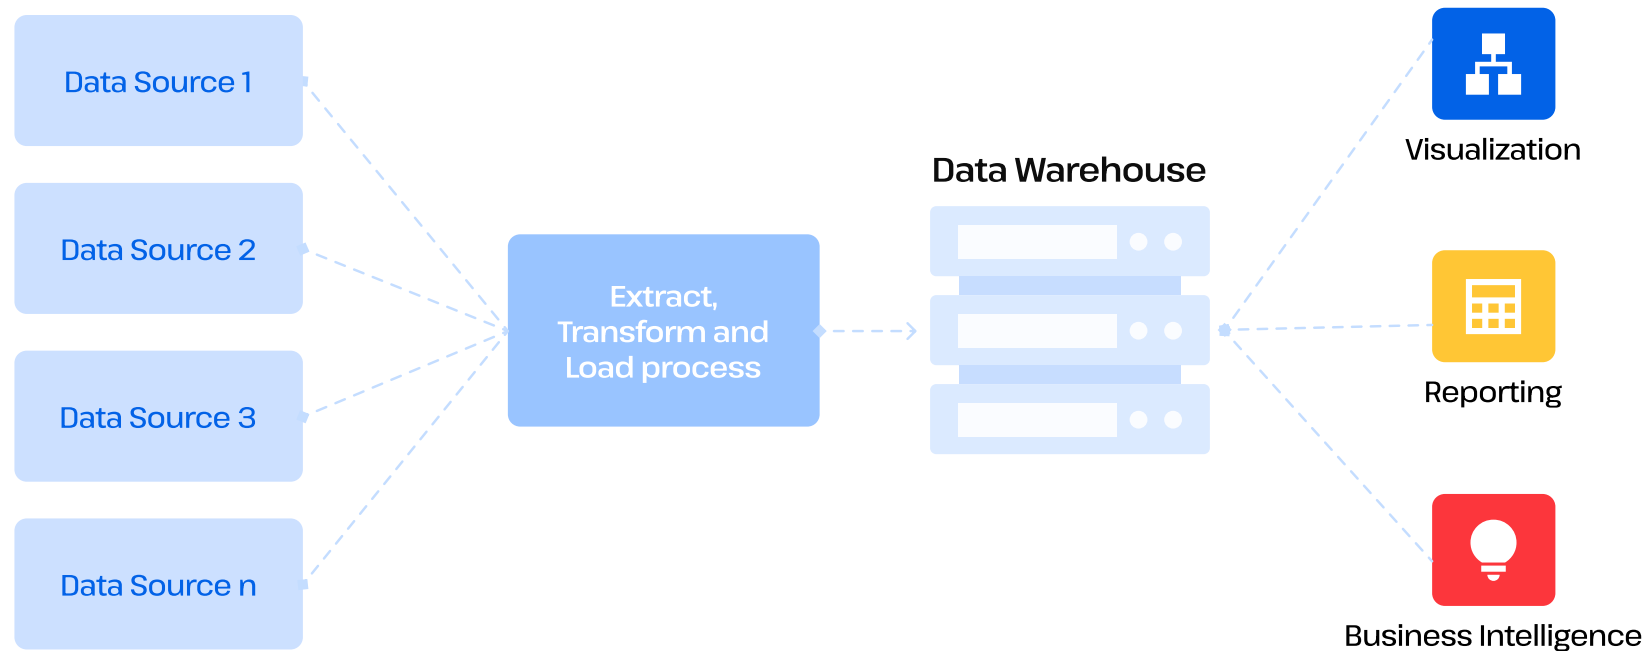 Data Source 1
Data Source 2
Data Source 3
Data Source n
Extract,
Transform and
Load process
Data Warehouse
Visualization
Reporting
Business Intelligence